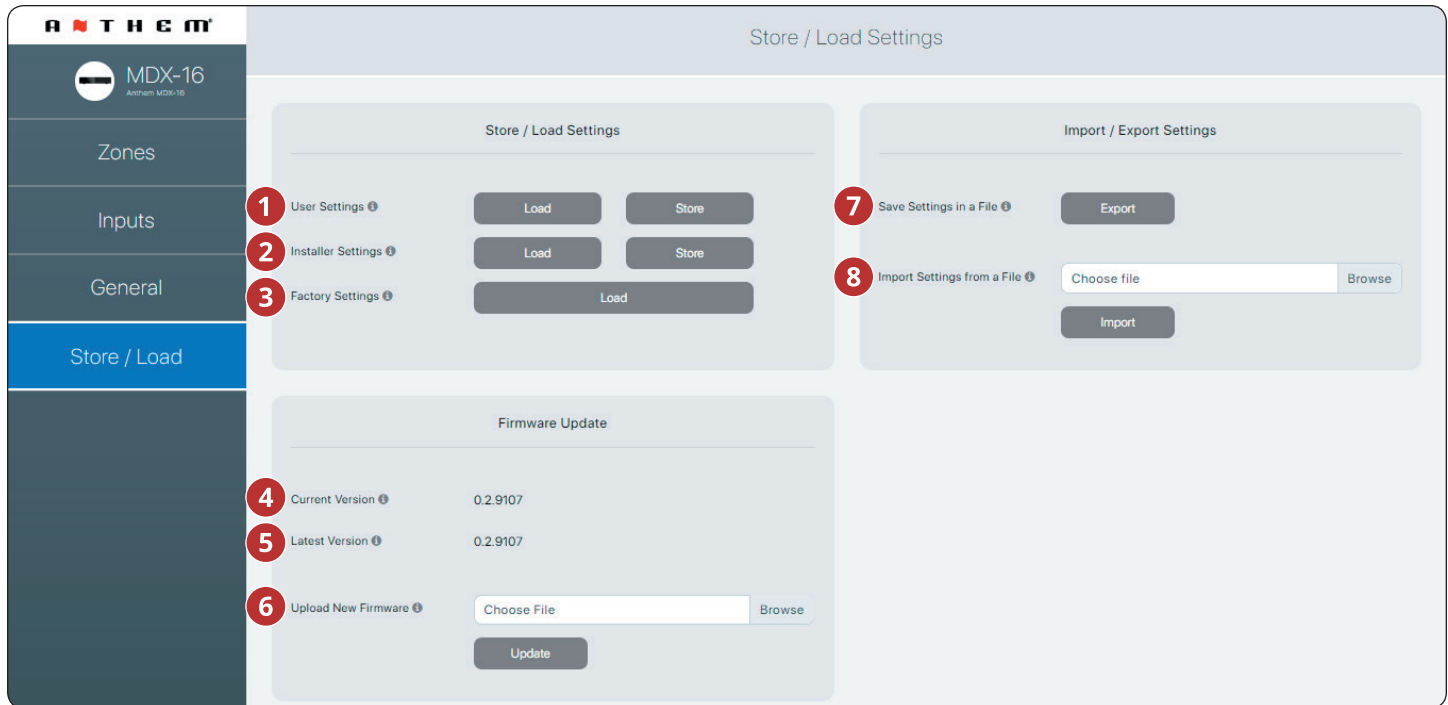 ANTHEM
MDX-16
Anthem MDX-16
Zones
Inputs
General
Store / Load
Store / Load Settings
Store / Load Settings
1 User Settings Load Store
2 Installer Settings Load Store
3 Factory Settings Load
Import / Export Settings
7 Save Settings in a File Export
8 Import Settings from a File Choose file Browse
Import
Firmware Update
4 Current Version 0.2.9107
5 Latest Version 0.2.9107
6 Upload New Firmware Choose File Browse
Update